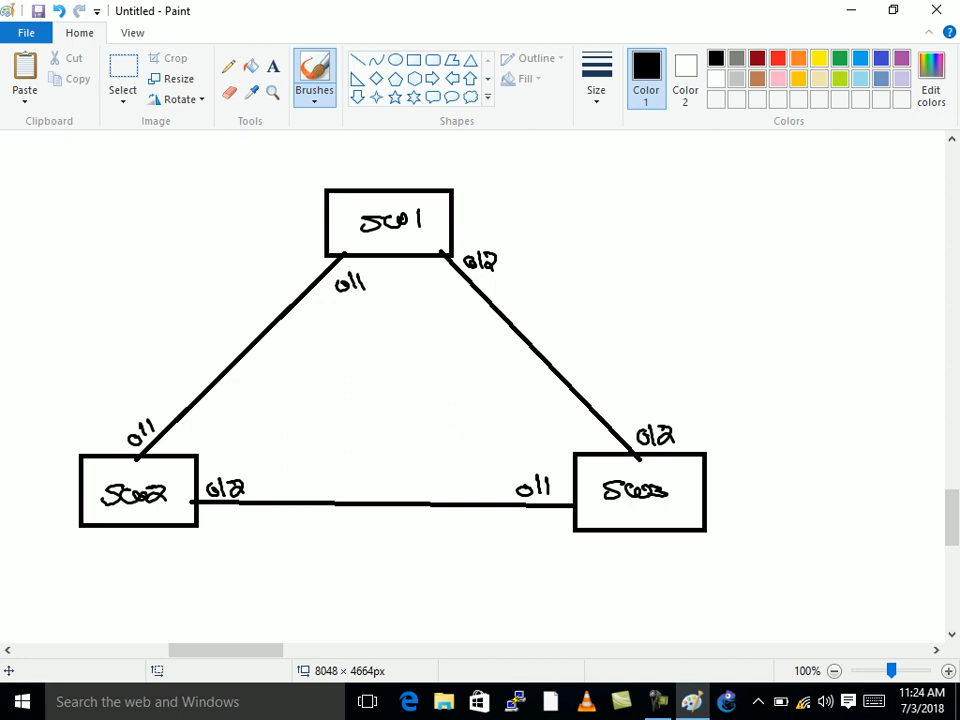 Untitled - Paint
File
Home
View
Paste
Cut
Copy
Clipboard
Select
Crop
Resize
Rotate
Image
Tools
Brushes
Outline
Fill
Shapes
Size
Color 1
Color 2
Edit colors
Colors
SW1
0/1
0/2
0/1
0/2
SW2
0/2
0/1
SW3
8048 × 4664px
100%
Search the web and Windows
11:24 AM
7/3/2018